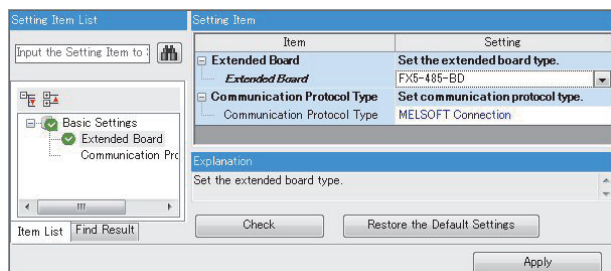 Setting Item List
Input the Setting Item to
Basic Settings
Extended Board
Communication Prc
Item List
Find Result
Setting Item
Item Setting
Extended Board Set the extended board type.
Extended Board FX5-485-BD
Communication Protocol Type Set communication protocol type.
Communication Protocol Type MELSOFT Connection
Explanation
Set the extended board type.
Check
Restore the Default Settings
Apply